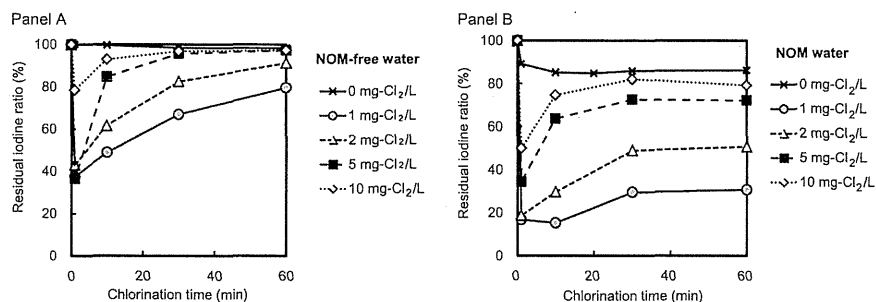 Panel A
Residual iodine ratio (%)
100
80
60
40
20
0
0
20
40
60
Chlorination time (min)
NOM-free water
0 mg-Cl₂/L
1 mg-Cl₂/L
2 mg-Cl₂/L
5 mg-Cl₂/L
10 mg-Cl₂/L
Panel B
Residual iodine ratio (%)
100
80
60
40
20
0
0
20
40
60
Chlorination time (min)
NOM water
0 mg-Cl₂/L
1 mg-Cl₂/L
2 mg-Cl₂/L
5 mg-Cl₂/L
10 mg-Cl₂/L